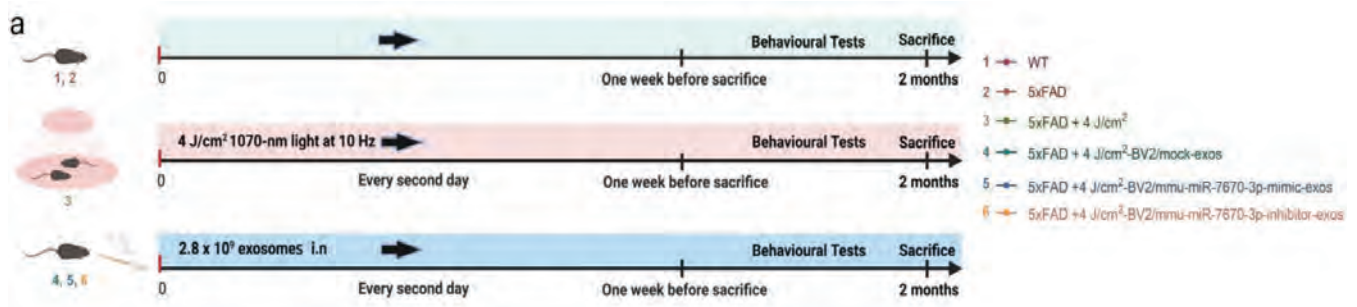 a
Behavioural Tests Sacrifice
1, 2
0 One week before sacrifice 2 months
4 J/cm² 1070-nm light at 10 Hz Behavioural Tests Sacrifice
3
0 Every second day One week before sacrifice 2 months
2.8 x 10⁹ exosomes i.n Behavioural Tests Sacrifice
4, 5, 6
0 Every second day One week before sacrifice 2 months
1 WT
2 5xFAD
3 5xFAD + 4 J/cm²
4 5xFAD + 4 J/cm²-BV2/mock-exos
5 5xFAD +4 J/cm²-BV2/mmu-miR-7670-3p-mimic-exos
6 5xFAD +4 J/cm²-BV2/mmu-miR-7670-3p-inhibitor-exos